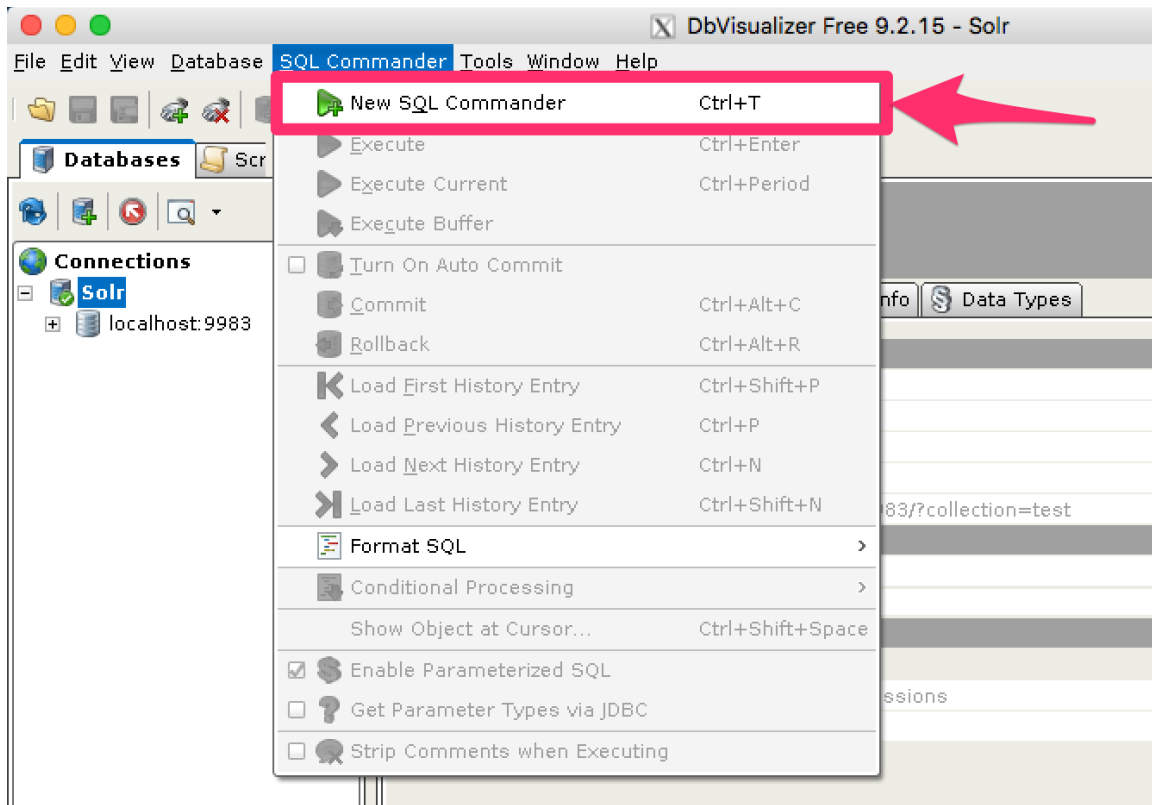 DbVisualizer Free 9.2.15 - Solr
File Edit View Database SQL Commander Tools Window Help
New SQL Commander Ctrl+T
Execute Ctrl+Enter
Databases Scr
Execute Current Ctrl+Period
Execute Buffer
Connections
Turn On Auto Commit
Solr
Commit Ctrl+Alt+C
nfo Data Types
localhost:9983
Rollback Ctrl+Alt+R
Load First History Entry Ctrl+Shift+P
Load Previous History Entry Ctrl+P
Load Next History Entry Ctrl+N
Load Last History Entry Ctrl+Shift+N
983/?collection=test
Format SQL
Conditional Processing
Show Object at Cursor... Ctrl+Shift+Space
Enable Parameterized SQL
ssions
Get Parameter Types via JDBC
Strip Comments when Executing